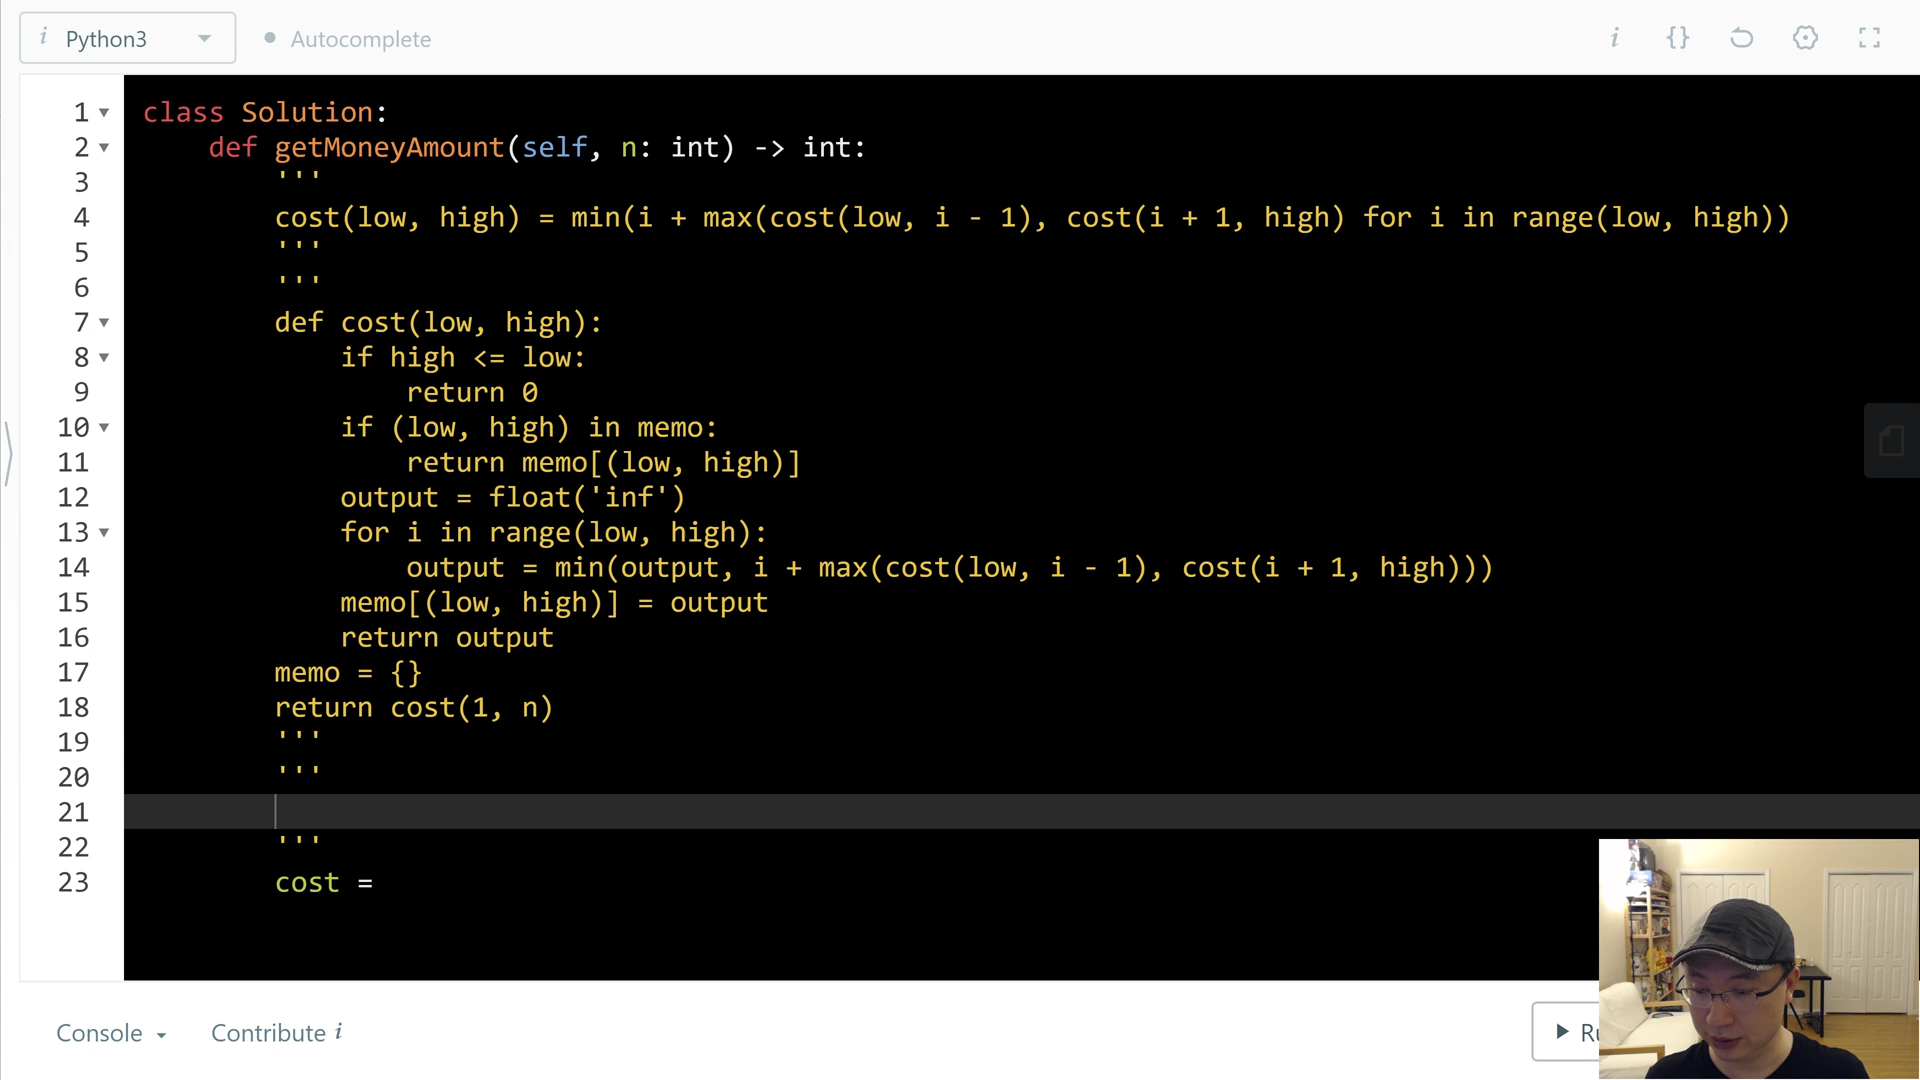 i Python3 Autocomplete i {}
1 class Solution:
2 def getMoneyAmount(self, n: int) -> int:
3 '''
4 cost(low, high) = min(i + max(cost(low, i - 1), cost(i + 1, high) for i in range(low, high))
5 '''
6 '''
7 def cost(low, high):
8 if high <= low:
9 return 0
10 if (low, high) in memo:
11 return memo[(low, high)]
12 output = float('inf')
13 for i in range(low, high):
14 output = min(output, i + max(cost(low, i - 1), cost(i + 1, high)))
15 memo[(low, high)] = output
16 return output
17 memo = {}
18 return cost(1, n)
19 '''
20 '''
21
22 '''
23 cost =
Console Contribute i